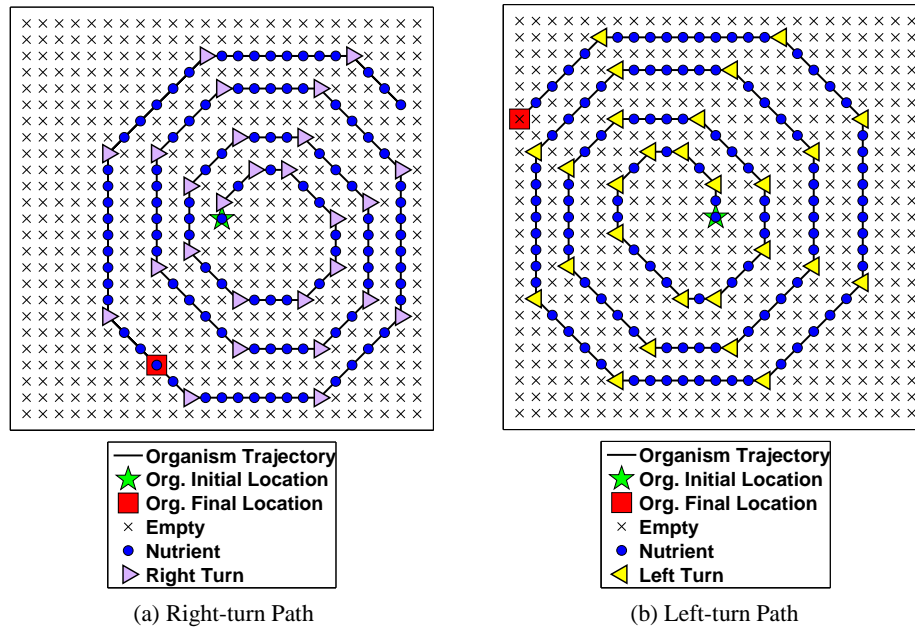 Organism Trajectory
Org. Initial Location
Org. Final Location
Empty
Nutrient
Right Turn
(a) Right-turn Path
Organism Trajectory
Org. Initial Location
Org. Final Location
Empty
Nutrient
Left Turn
(b) Left-turn Path